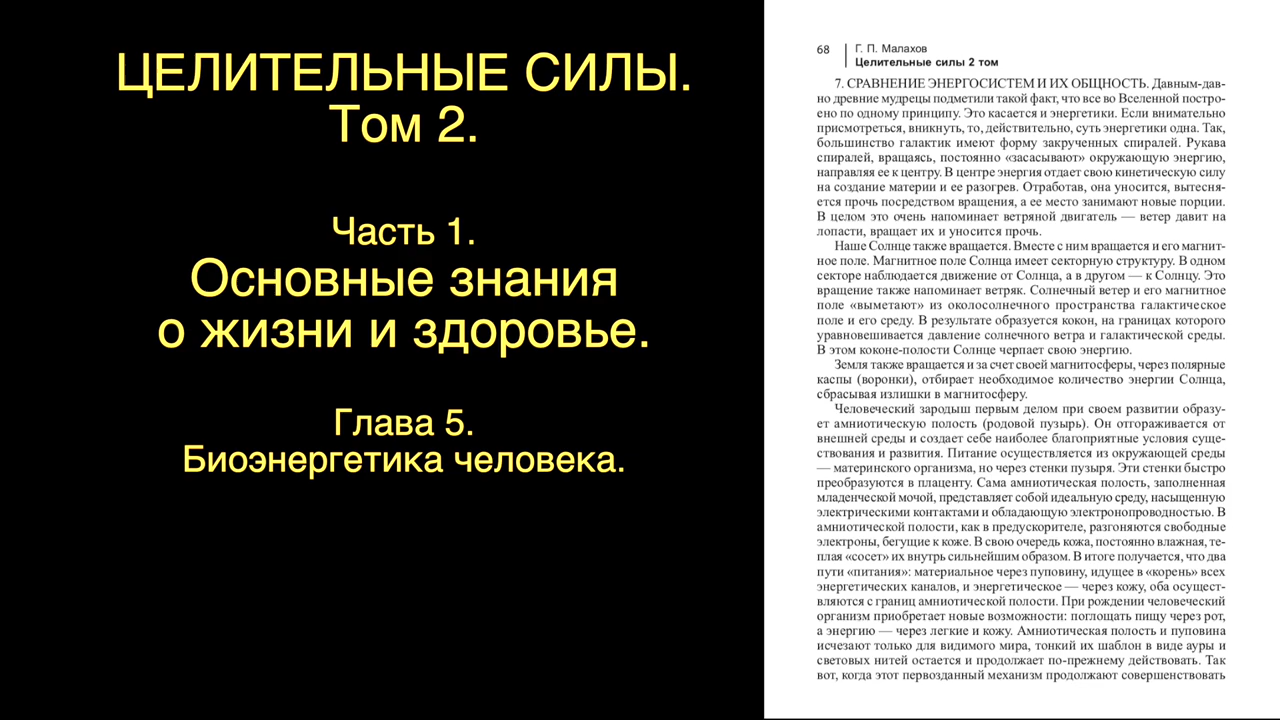 ЦЕЛИТЕЛЬНЫЕ СИЛЫ.
Том 2.
Часть 1.
Основные знания
о жизни и здоровье.
Глава 5.
Биоэнергетика человека.
68
Г. П. Малахов
Целительные силы 2 том
7. СРАВНЕНИЕ ЭНЕРГОСИСТЕМ И ИХ ОБЩНОСТЬ. Давным-дав-
но древние мудрецы подметили такой факт, что все во Вселенной постро-
ено по одному принципу. Это касается и энергетики. Если внимательно
присмотреться, вникнуть, то, действительно, суть энергетики одна. Так,
большинство галактик имеют форму закрученных спиралей. Рукава
спиралей, вращаясь, постоянно «засасывают» окружающую энергию,
направляя ее к центру. В центре энергия отдает свою кинетическую силу
на создание материи и ее разогрев. Отработав, она уносится, вытесня-
ется прочь посредством вращения, а ее место занимают новые порции.
В целом это очень напоминает ветряной двигатель — ветер давит на
лопасти, вращает их и уносится прочь.
Наше Солнце также вращается. Вместе с ним вращается и его магнит-
ное поле. Магнитное поле Солнца имеет секторную структуру. В одном
секторе наблюдается движение от Солнца, а в другом — к Солнцу. Это
вращение также напоминает ветряк. Солнечный ветер и его магнитное
поле «выметают» из околосолнечного пространства галактическое
поле и его среду. В результате образуется кокон, на границах которого
уравновешивается давление солнечного ветра и галактической среды.
В этом коконе-полости Солнце черпает свою энергию.
Земля также вращается и за счет своей магнитосферы, через полярные
каспы (воронки), отбирает необходимое количество энергии Солнца,
сбрасывая излишки в магнитосферу.
Человеческий зародыш первым делом при своем развитии образу-
ет амниотическую полость (родовой пузырь). Он отгораживается от
внешней среды и создает себе наиболее благоприятные условия суще-
ствования и развития. Питание осуществляется из окружающей среды
— материнского организма, но через стенки пузыря. Эти стенки быстро
преобразуются в плаценту. Сама амниотическая полость, заполненная
младенческой мочой, представляет собой идеальную среду, насыщенную
электрическими контактами и обладающую электронопроводностью. В
амниотической полости, как в предускорителе, разгоняются свободные
электроны, бегущие к коже. В свою очередь кожа, постоянно влажная, те-
плая «сосет» их внутрь сильнейшим образом. В итоге получается, что два
пути «питания»: материальное через пуповину, идущее в «корень» всех
энергетических каналов, и энергетическое — через кожу, оба осущест-
вляются с границ амниотической полости. При рождении человеческий
организм приобретает новые возможности: поглощать пищу через рот,
а энергию — через легкие и кожу. Амниотическая полость и пуповина
исчезают только для видимого мира, тонкий их шаблон в виде ауры и
световых нитей остается и продолжает по-прежнему действовать. Так
вот, когда этот первозданный механизм продолжают совершенствовать